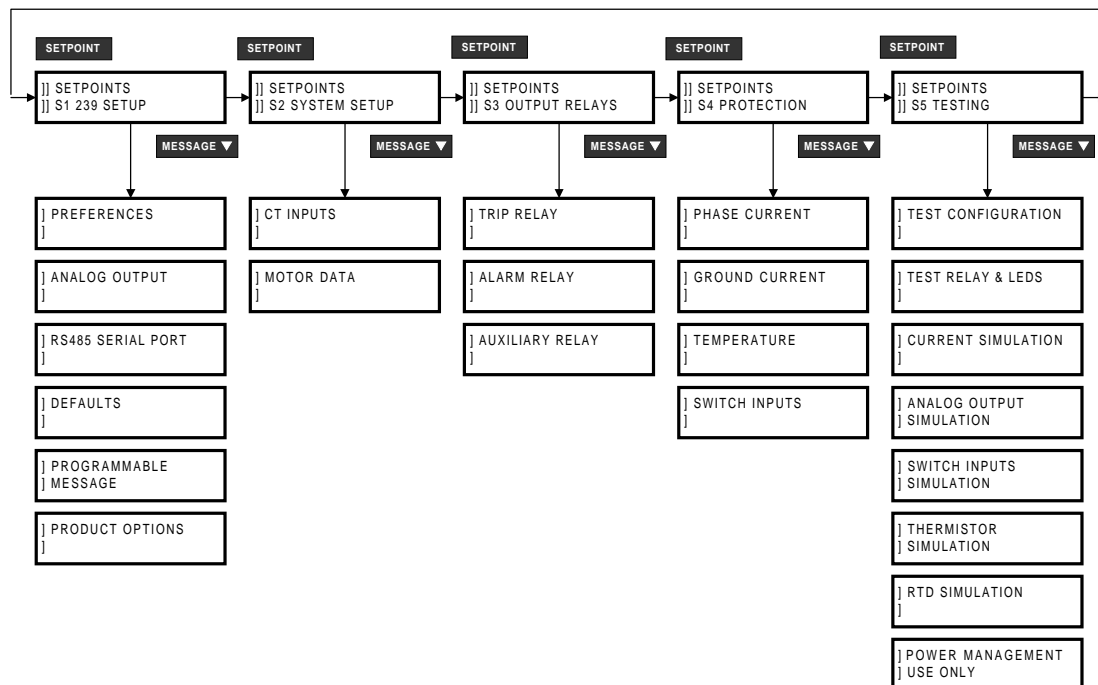 SETPOINT
SETPOINT
SETPOINT
SETPOINT
SETPOINT
]] SETPOINTS
]] S1 239 SETUP
]] SETPOINTS
]] S2 SYSTEM SETUP
]] SETPOINTS
]] S3 OUTPUT RELAYS
]] SETPOINTS
]] S4 PROTECTION
]] SETPOINTS
]] S5 TESTING
MESSAGE ▼
MESSAGE ▼
MESSAGE ▼
MESSAGE ▼
MESSAGE ▼
] PREFERENCES
]
] ANALOG OUTPUT
]
] RS485 SERIAL PORT
]
] DEFAULTS
]
] PROGRAMMABLE
] MESSAGE
] PRODUCT OPTIONS
]
] CT INPUTS
]
] MOTOR DATA
]
] TRIP RELAY
]
] ALARM RELAY
]
] AUXILIARY RELAY
]
] PHASE CURRENT
]
] GROUND CURRENT
]
] TEMPERATURE
]
] SWITCH INPUTS
]
] TEST CONFIGURATION
]
] TEST RELAY & LEDS
]
] CURRENT SIMULATION
]
] ANALOG OUTPUT
] SIMULATION
] SWITCH INPUTS
] SIMULATION
] THERMISTOR
] SIMULATION
] RTD SIMULATION
]
] POWER MANAGEMENT
] USE ONLY